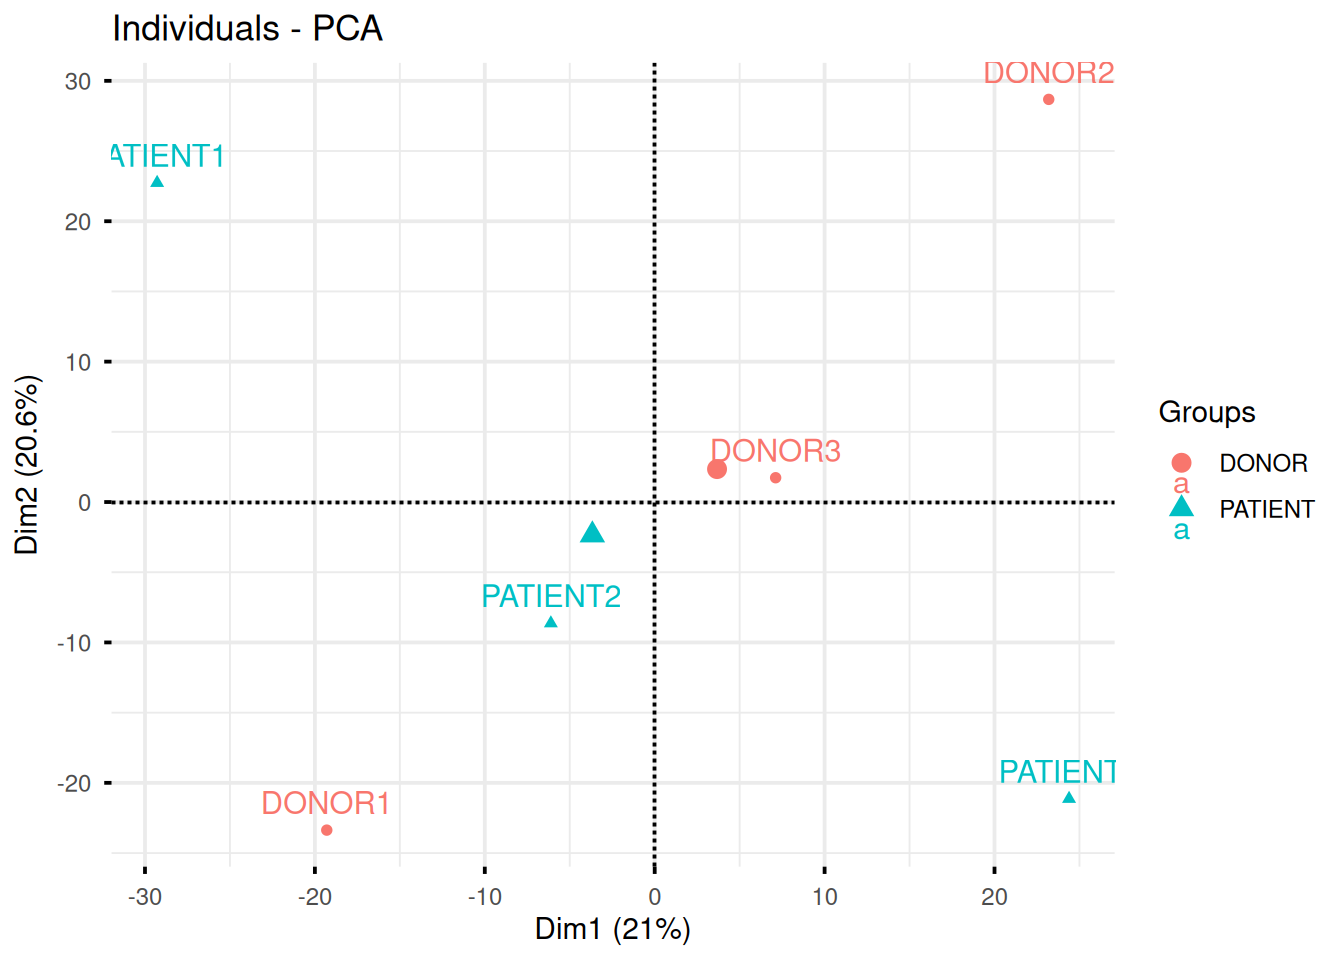 Individuals - PCA
30
20
10
0
-10
-20
Dim2 (20.6%)
DONOR2
ATIENT1
DONOR3
PATIENT2
PATIENT
DONOR1
-30
-20
-10
0
10
20
Dim1 (21%)
Groups
DONOR
a
PATIENT
a